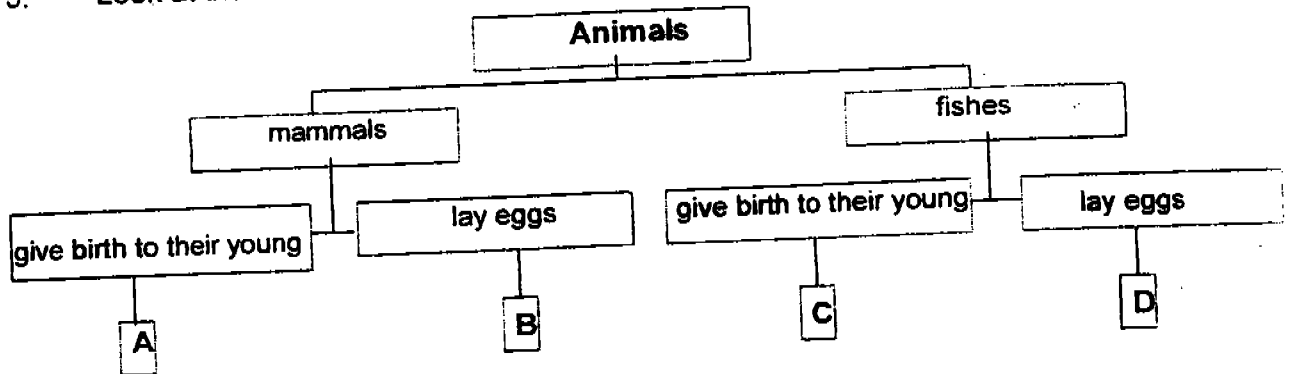 Animals
mammals
fishes
give birth to their young
lay eggs
give birth to their young
lay eggs
A
B
C
D